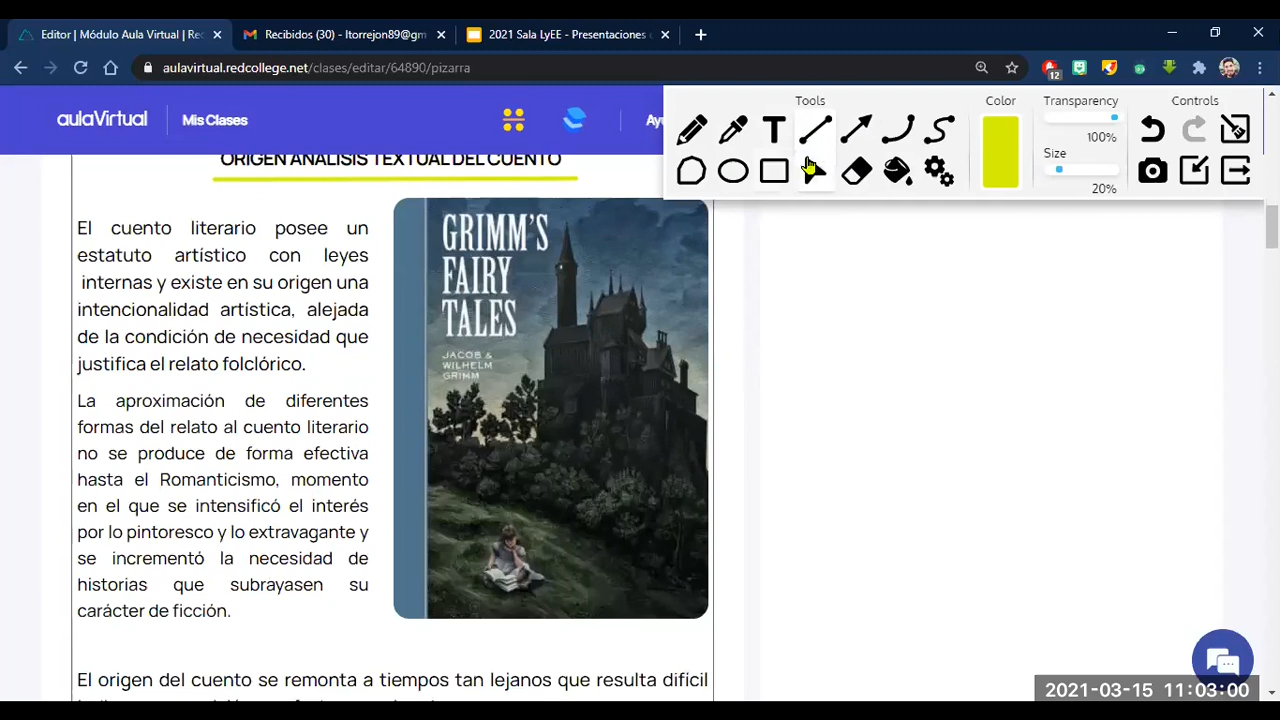 Editor | Módulo Aula Virtual | Rec
Recibidos (30) - ltorrejon89@gm
2021 Sala LyEE - Presentaciones
aulavirtual.redcollege.net/clases/editar/64890/pizarra
12
aulaVirtual
Mis Clases
Ayu
Tools
Color
Transparency
Controls
100%
Size
20%
T
ORIGEN ANÁLISIS TEXTUAL DEL CUENTO
El cuento literario posee un
estatuto artístico con leyes
internas y existe en su origen una
intencionalidad artística, alejada
de la condición de necesidad que
justifica el relato folclórico.
La aproximación de diferentes
formas del relato al cuento literario
no se produce de forma efectiva
hasta el Romanticismo, momento
en el que se intensificó el interés
por lo pintoresco y lo extravagante y
se incrementó la necesidad de
historias que subrayasen su
carácter de ficción.
GRIMM'S
FAIRY
TALES
JACOB &
WILHELM
GRIMM
El origen del cuento se remonta a tiempos tan lejanos que resulta difícil
2021-03-15 11:03:00